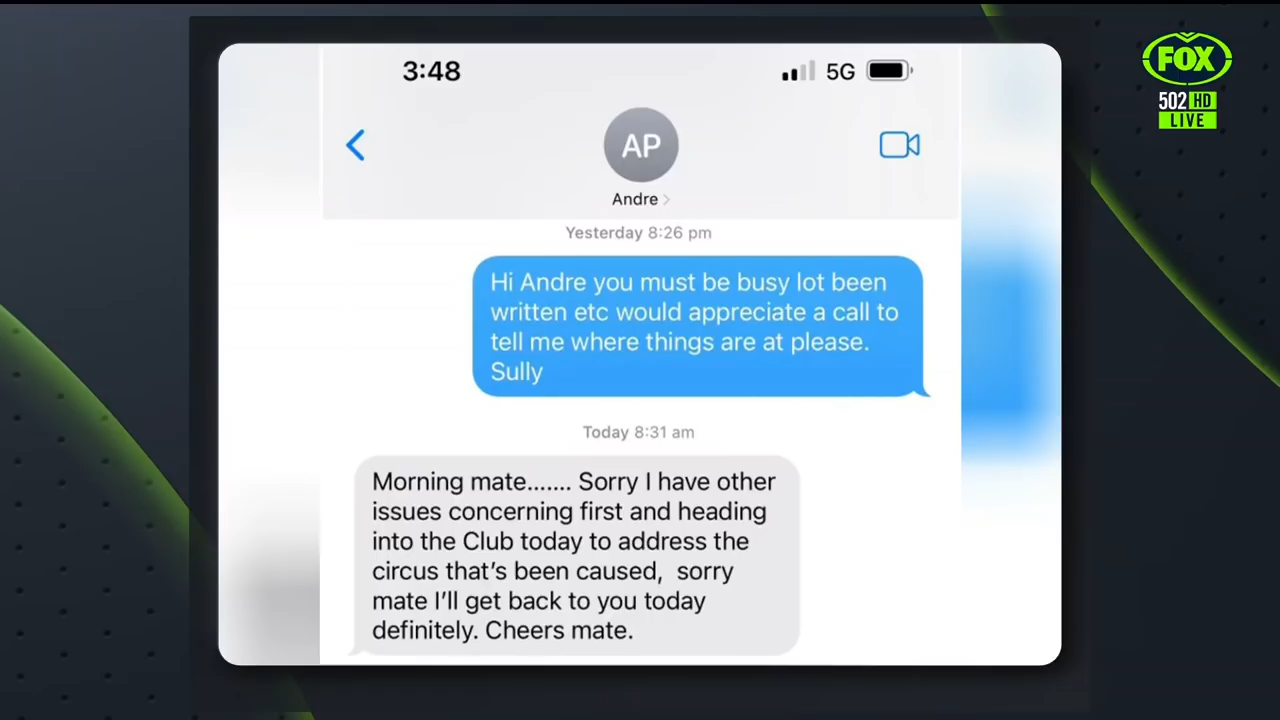 FOX
502 HD
LIVE
3:48
5G
AP
Andre
Yesterday 8:26 pm
Hi Andre you must be busy lot been
written etc would appreciate a call to
tell me where things are at please.
Sully
Today 8:31 am
Morning mate....... Sorry I have other
issues concerning first and heading
into the Club today to address the
circus that’s been caused,  sorry
mate I’ll get back to you today
definitely. Cheers mate.